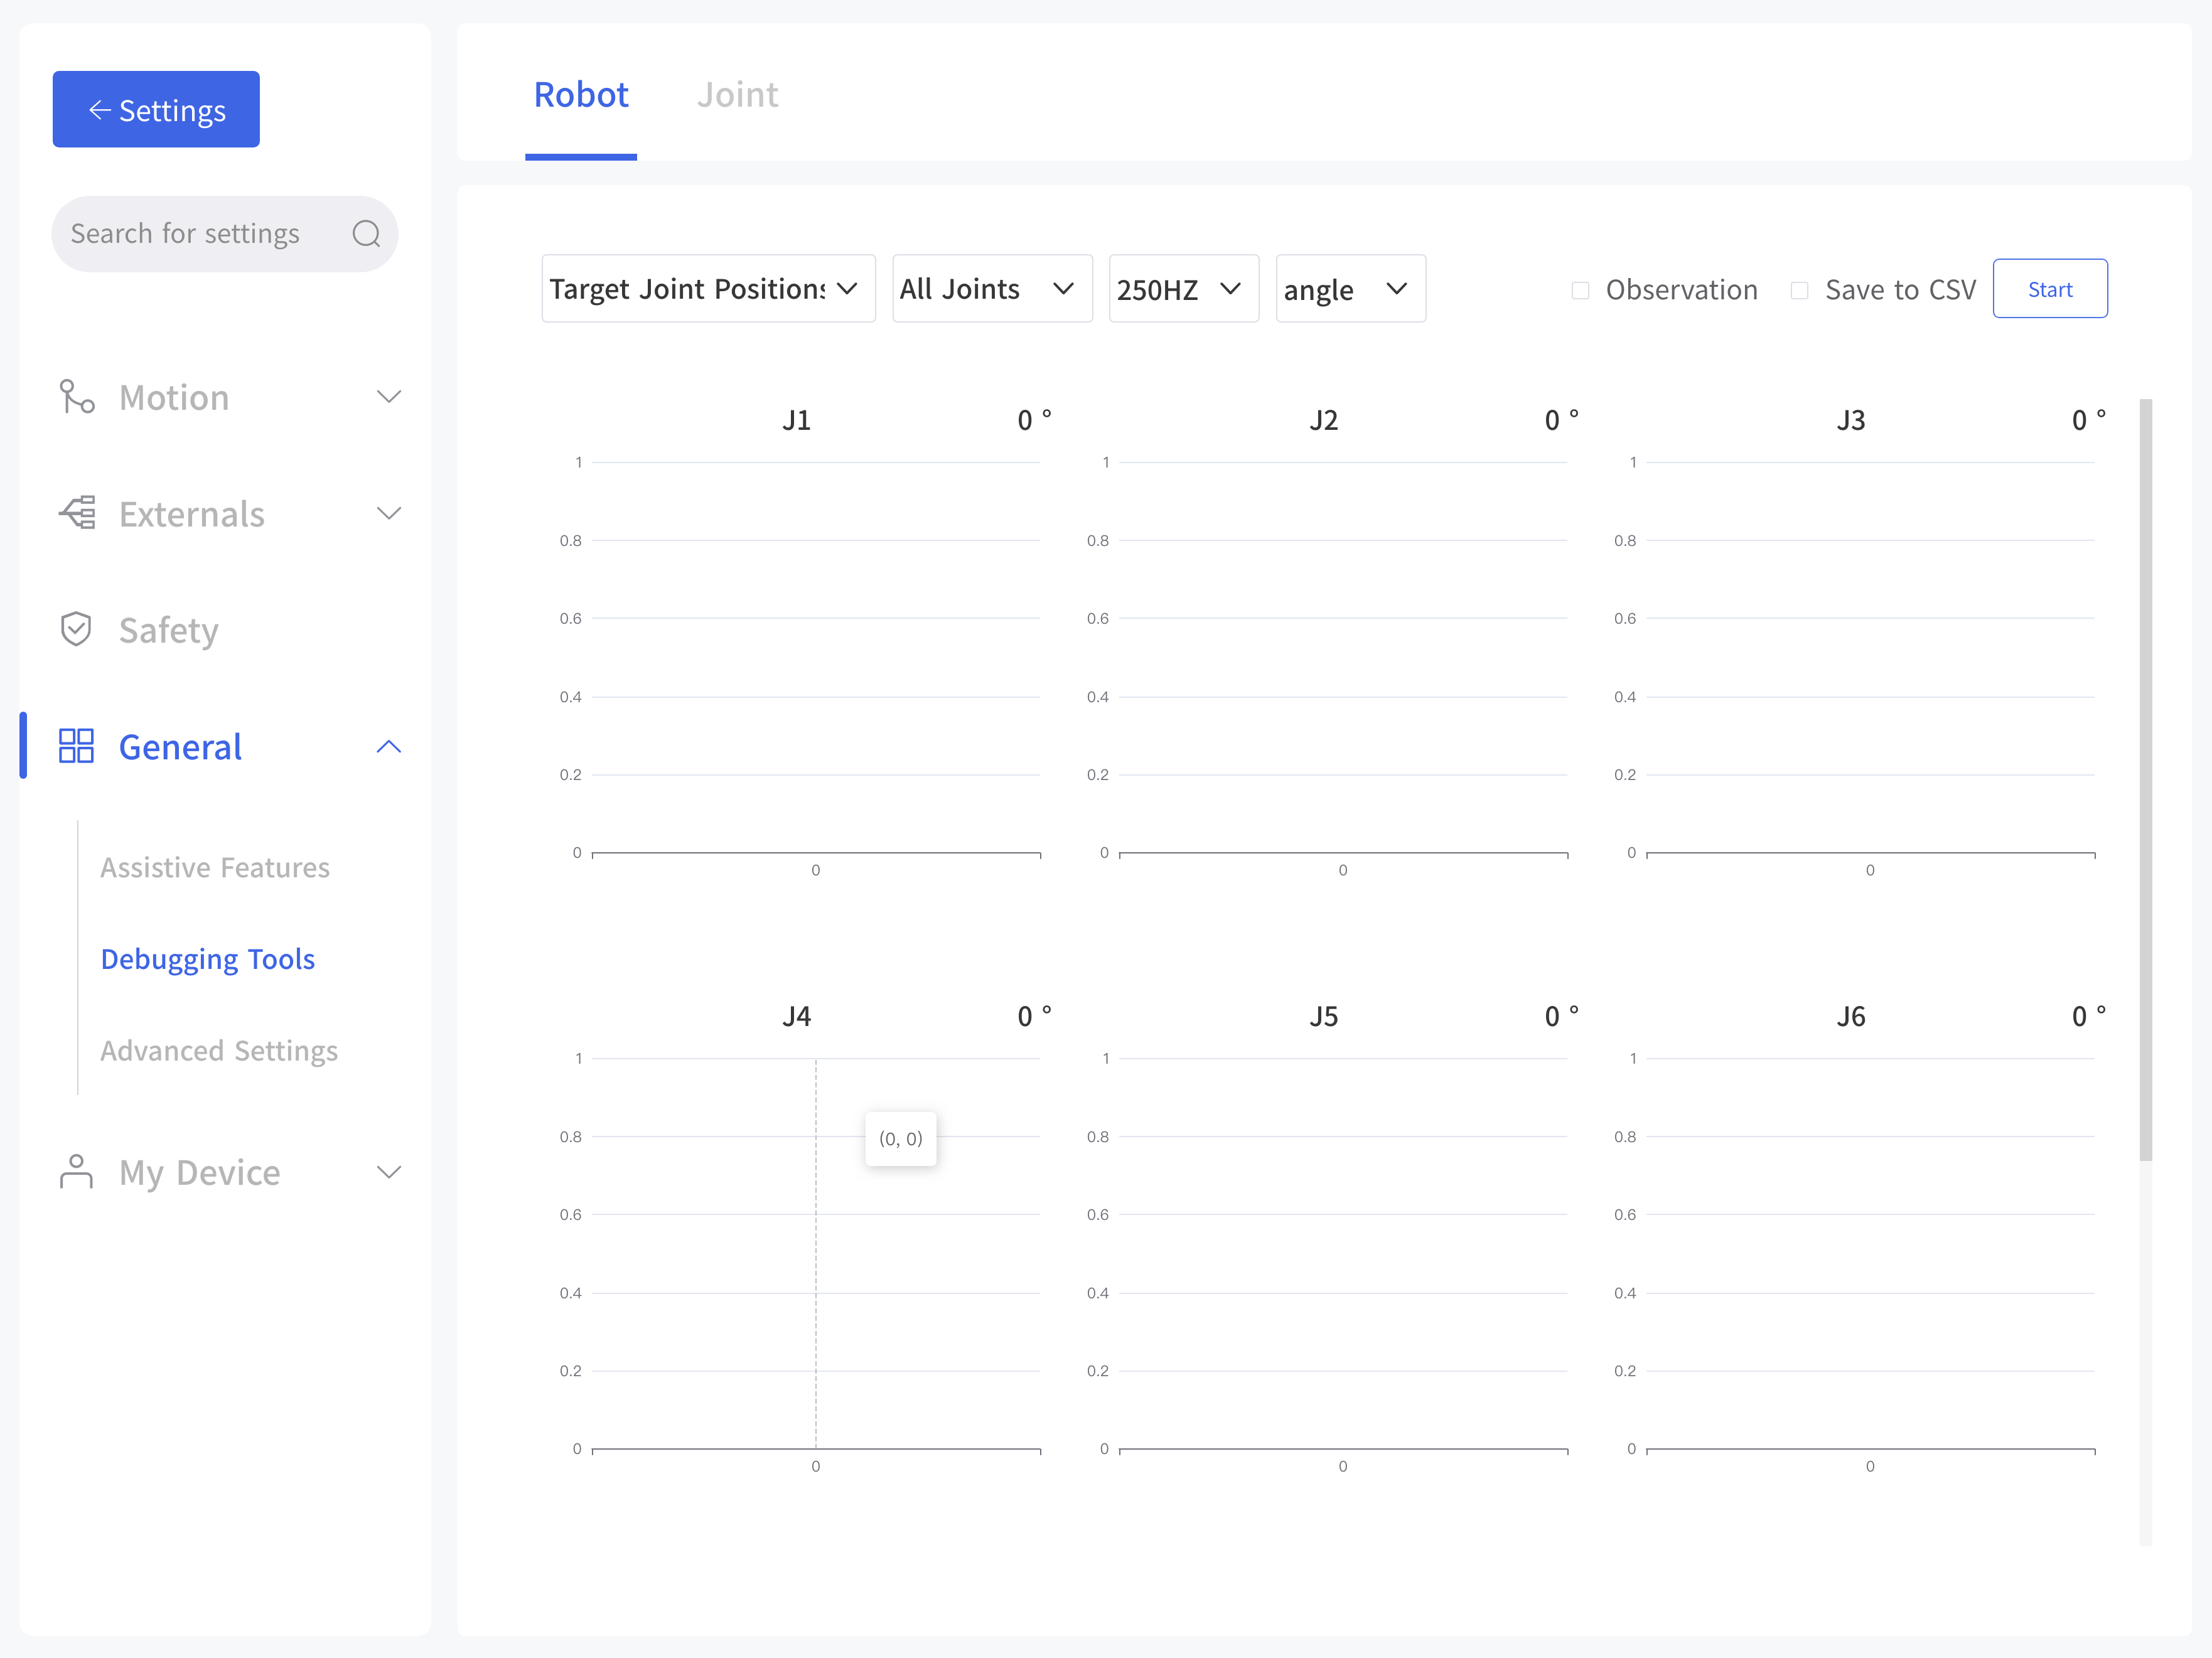 Settings
Search for settings
Motion
Externals
Safety
General
Assistive Features
Debugging Tools
Advanced Settings
My Device
Robot Joint
Target Joint Positions All Joints 250HZ angle Observation Save to CSV Start
J1 0 °
1
0.8
0.6
0.4
0.2
0
0
J2 0 °
1
0.8
0.6
0.4
0.2
0
0
J3 0 °
1
0.8
0.6
0.4
0.2
0
0
J4 0 °
1
(0, 0)
0.8
0.6
0.4
0.2
0
0
J5 0 °
1
0.8
0.6
0.4
0.2
0
0
J6 0 °
1
0.8
0.6
0.4
0.2
0
0